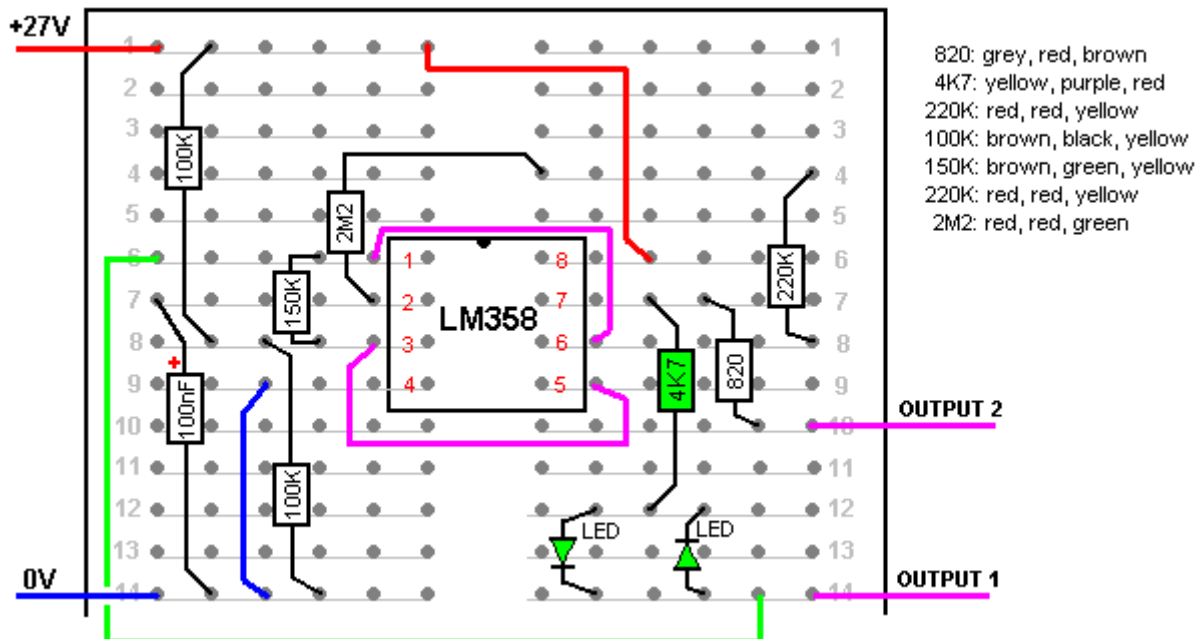 +27V
1 1
820: grey, red, brown
2 2
4K7: yellow, purple, red
220K: red, red, yellow
3 3
100K
100K: brown, black, yellow
4 4
150K: brown, green, yellow
220K: red, red, yellow
5 5
2M2
2M2: red, red, green
6 1 8 6
220K
7 150K 2 7 7
LM358
8 3 6 8
+
4K7
820
9 4 5 9
100nF
OUTPUT 2
10 10
11 11
100K
12 12
LED LED
13 13
0V
OUTPUT 1
14 14